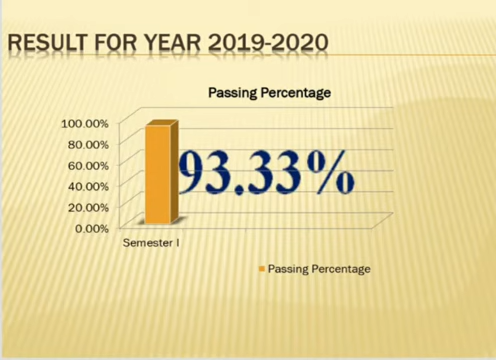 RESULT FOR YEAR 2019-2020
Passing Percentage
100.00%
80.00%
60.00%
40.00%
20.00%
0.00%
93.33%
Semester I
Passing Percentage